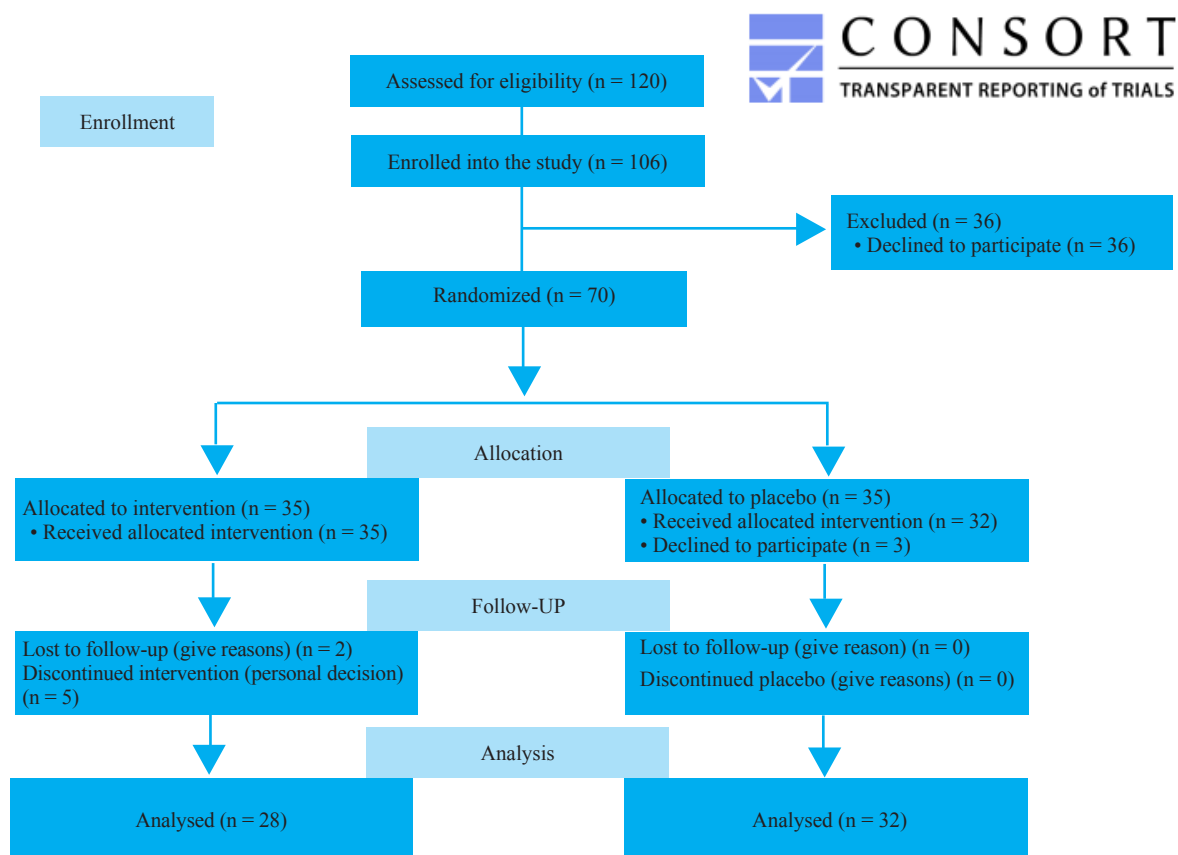 CONSORT
TRANSPARENT REPORTING of TRIALS
Assessed for eligibility (n = 120)
Enrollment
Enrolled into the study (n = 106)
Excluded (n = 36)
• Declined to participate (n = 36)
Randomized (n = 70)
Allocation
Allocated to intervention (n = 35)
• Received allocated intervention (n = 35)
Allocated to placebo (n = 35)
• Received allocated intervention (n = 32)
• Declined to participate (n = 3)
Follow-UP
Lost to follow-up (give reasons) (n = 2)
Discontinued intervention (personal decision)
(n = 5)
Lost to follow-up (give reason) (n = 0)
Discontinued placebo (give reasons) (n = 0)
Analysis
Analysed (n = 28)
Analysed (n = 32)